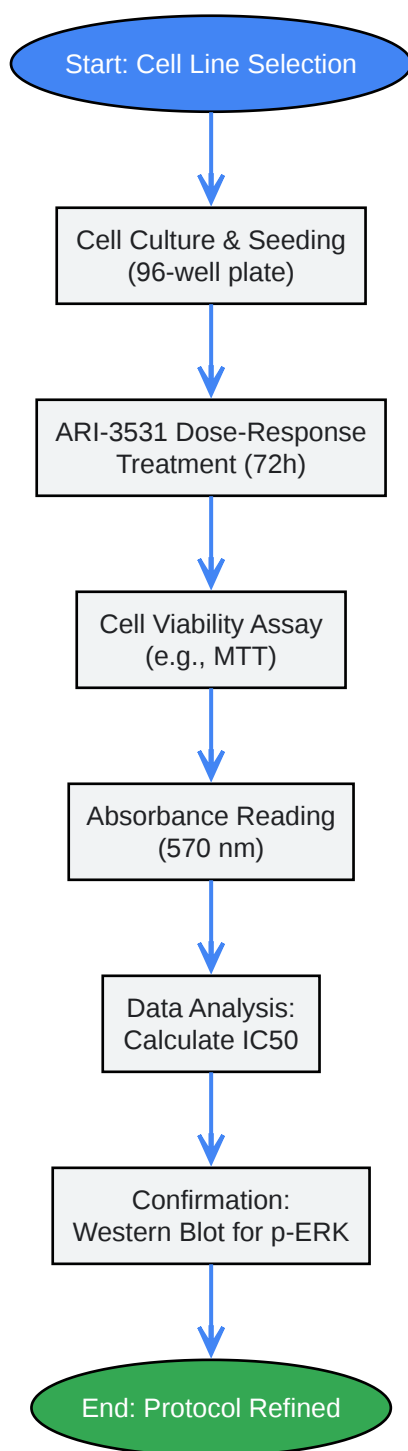 Start: Cell Line Selection
Cell Culture & Seeding
(96-well plate)
ARI-3531 Dose-Response
Treatment (72h)
Cell Viability Assay
(e.g., MTT)
Absorbance Reading
(570 nm)
Data Analysis:
Calculate IC50
Confirmation:
Western Blot for p-ERK
End: Protocol Refined